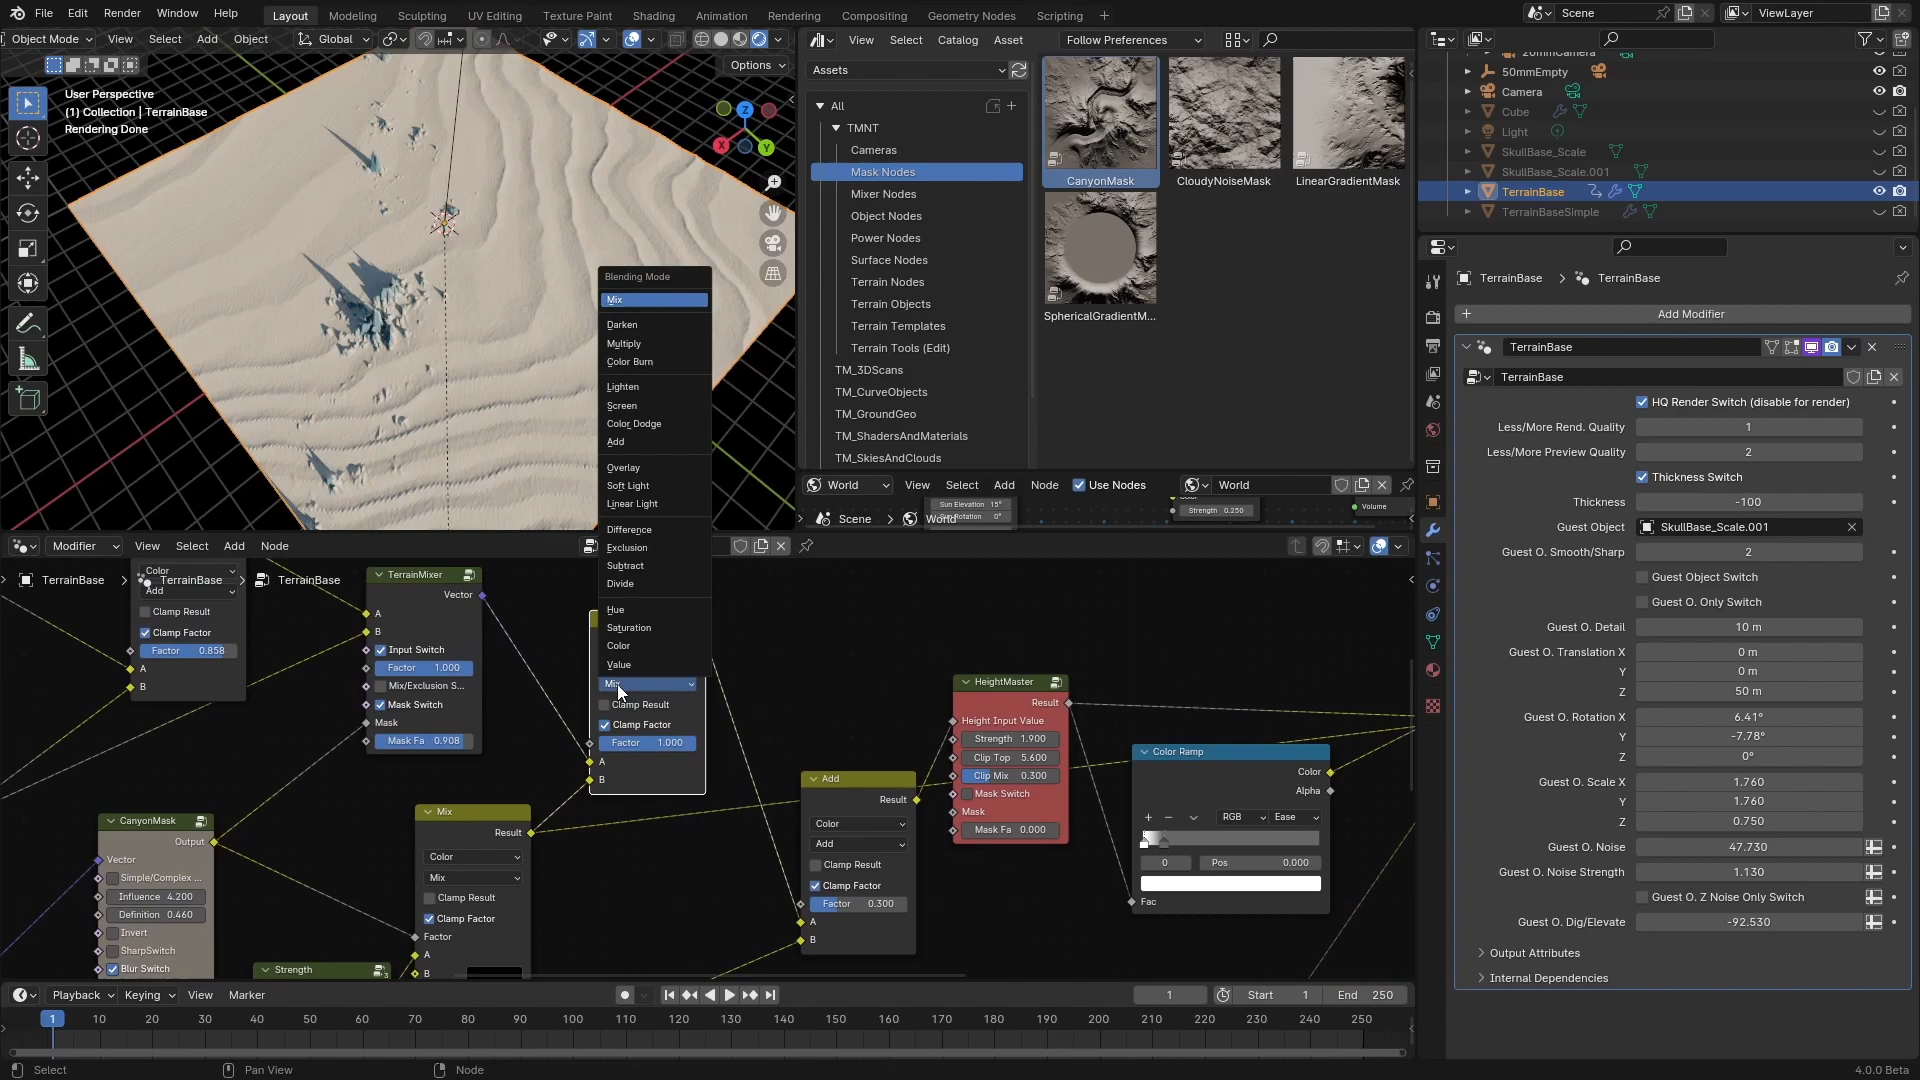 File Edit Render Window Help
Layout Modeling Sculpting UV Editing Texture Paint Shading Animation Rendering Compositing Geometry Nodes Scripting +
Scene
ViewLayer
Object Mode View Select Add Object
Global
Options
User Perspective
(1) Collection | TerrainBase
Rendering Done
Z
X
Y
View Select Catalog Asset
Follow Preferences
Assets
All
TMNT
Cameras
Mask Nodes
Mixer Nodes
Object Nodes
Power Nodes
Surface Nodes
Terrain Nodes
Terrain Objects
Terrain Templates
Terrain Tools (Edit)
TM_3DScans
TM_CurveObjects
TM_GroundGeo
TM_ShadersAndMaterials
TM_SkiesAndClouds
CanyonMask
CloudyNoiseMask
LinearGradientMask
SphericalGradientM...
20mmCamera
50mmEmpty
Camera
Cube
Light
SkullBase_Scale
SkullBase_Scale.001
TerrainBase
TerrainBaseSimple
TerrainBase > TerrainBase
Add Modifier
TerrainBase
TerrainBase
HQ Render Switch (disable for render)
Less/More Rend. Quality 1
Less/More Preview Quality 2
Thickness Switch
Thickness -100
Guest Object SkullBase_Scale.001
Guest O. Smooth/Sharp 2
Guest Object Switch
Guest O. Only Switch
Guest O. Detail 10 m
Guest O. Translation X 0 m
Y 0 m
Z 50 m
Guest O. Rotation X 6.41°
Y -7.78°
Z 0°
Guest O. Scale X 1.760
Y 1.760
Z 0.750
Guest O. Noise 47.730
Guest O. Noise Strength 1.130
Guest O. Z Noise Only Switch
Guest O. Dig/Elevate -92.530
Output Attributes
Internal Dependencies
Blending Mode
Mix
Darken
Multiply
Color Burn
Lighten
Screen
Color Dodge
Add
Overlay
Soft Light
Linear Light
Difference
Exclusion
Subtract
Divide
Hue
Saturation
Color
Value
World View Select Add Node Use Nodes World
Scene > World
Sun Elevation 15°
Sun Rotation 0°
Strength 0.250
Volume
Modifier View Select Add Node
TerrainBase > TerrainBase > TerrainBase
Color
Add
Clamp Result
Clamp Factor
Factor 0.858
A
B
TerrainMixer
Vector
A
B
Input Switch
Factor 1.000
Mix/Exclusion S...
Mask Switch
Mask
Mask Fa 0.908
Mix
Clamp Result
Clamp Factor
Factor 1.000
A
B
CanyonMask
Output
Vector
Simple/Complex ...
Influence 4.200
Definition 0.460
Invert
SharpSwitch
Blur Switch
Strength
Mix
Result
Color
Mix
Clamp Result
Clamp Factor
Factor
A
B
Add
Result
Color
Add
Clamp Result
Clamp Factor
Factor 0.300
A
B
HeightMaster
Result
Height Input Value
Strength 1.900
Clip Top 5.600
Clip Mix 0.300
Mask Switch
Mask
Mask Fa 0.000
Color Ramp
Color
Alpha
+ − RGB Ease
0 Pos 0.000
Fac
Playback Keying View Marker
1 Start 1 End 250
1 10 20 30 40 50 60 70 80 90 100 110 120 130 140 150 160 170 180 190 200 210 220 230 240 250
Select Pan View Node 4.0.0 Beta